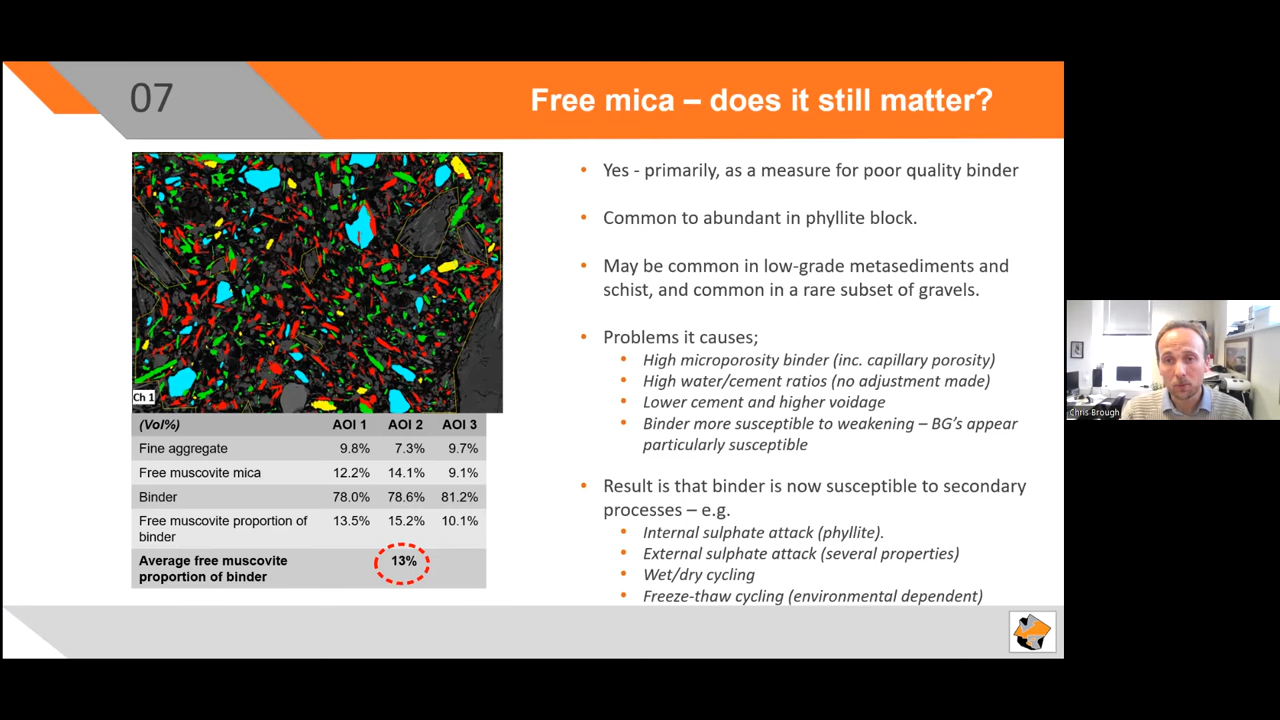 07
Free mica – does it still matter?
• Yes - primarily, as a measure for poor quality binder
• Common to abundant in phyllite block.
• May be common in low-grade metasediments and
schist, and common in a rare subset of gravels.
• Problems it causes;
• High microporosity binder (inc. capillary porosity)
• High water/cement ratios (no adjustment made)
• Lower cement and higher voidage
• Binder more susceptible to weakening – BG’s appear
particularly susceptible
• Result is that binder is now susceptible to secondary
processes – e.g.
• Internal sulphate attack (phyllite).
• External sulphate attack (several properties)
• Wet/dry cycling
• Freeze-thaw cycling (environmental dependent)
Ch 1
(Vol%) AOI 1 AOI 2 AOI 3
Fine aggregate 9.8% 7.3% 9.7%
Free muscovite mica 12.2% 14.1% 9.1%
Binder 78.0% 78.6% 81.2%
Free muscovite proportion of 13.5% 15.2% 10.1%
binder
Average free muscovite 13%
proportion of binder
Chris Brough